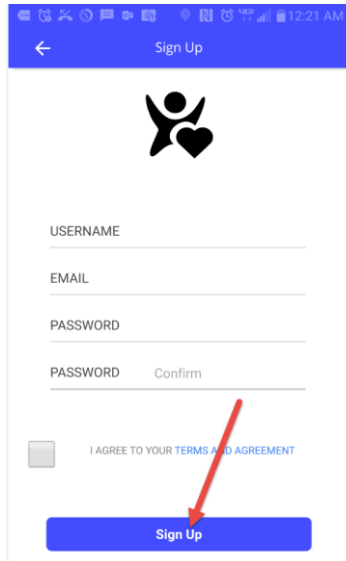 12:21 AM
Sign Up
USERNAME
EMAIL
PASSWORD
PASSWORD Confirm
I AGREE TO YOUR TERMS AND AGREEMENT
Sign Up